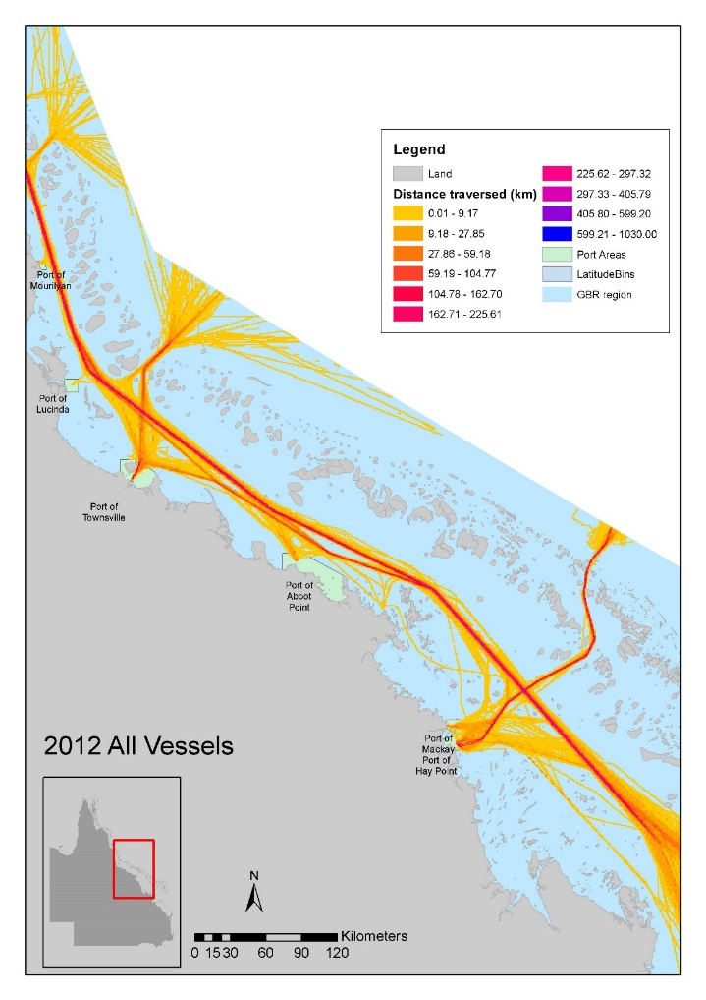 Legend
Land
Distance traversed (km)
0.01 - 9.17
9.18 - 27.85
27.86 - 59.18
59.19 - 104.77
104.78 - 162.70
162.71 - 225.61
225.62 - 297.32
297.33 - 405.79
405.80 - 599.20
599.21 - 1030.00
Port Areas
LatitudeBins
GBR region
Port of
Mourilyan
Port of
Lucinda
Port of
Townsville
Port of
Abbot
Point
Port of
Mackay
Port of
Hay Point
2012 All Vessels
N
Kilometers
0 15 30 60 90 120